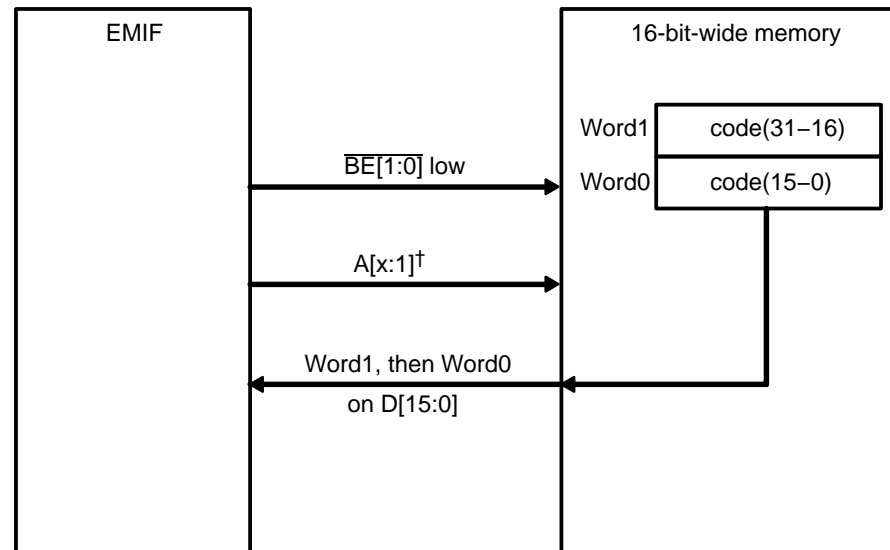 EMIF
16-bit-wide memory
Word1 code(31−16)
Word0 code(15−0)
BE[1:0] low
A[x:1]†
Word1, then Word0
on D[15:0]